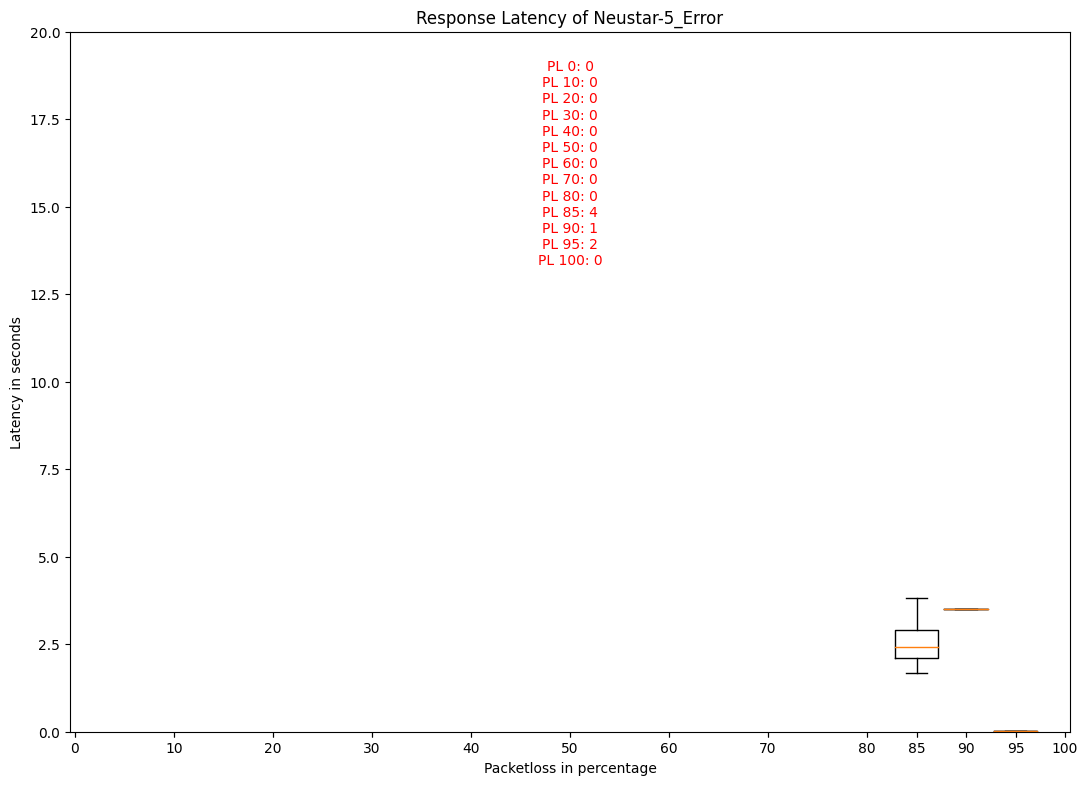 Response Latency of Neustar-5_Error
20.0
17.5
15.0
12.5
10.0
7.5
5.0
2.5
0.0
Latency in seconds
PL 0: 0
PL 10: 0
PL 20: 0
PL 30: 0
PL 40: 0
PL 50: 0
PL 60: 0
PL 70: 0
PL 80: 0
PL 85: 4
PL 90: 1
PL 95: 2
PL 100: 0
0 10 20 30 40 50 60 70 80 85 90 95 100
Packetloss in percentage